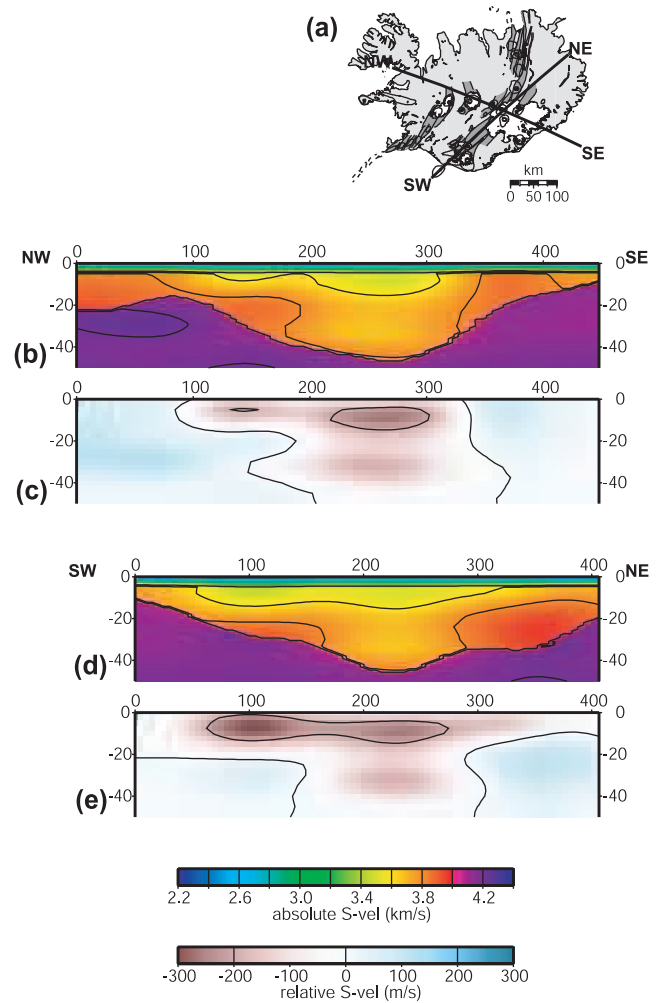 (a)
NW NE
SE
SW
km
0 50 100
NW 100 200 300 400 SE
0 0
-20 -20
-40 -40
(b)
0 100 200 300 400
0 0
-20 -20
-40 -40
(c)
SW 0 100 200 300 400 NE
0 0
-20 -20
-40 -40
(d)
0 100 200 300 400
0 0
-20 -20
-40 -40
(e)
2.2 2.6 3.0 3.4 3.8 4.2
absolute S-vel (km/s)
-300 -200 -100 0 100 200 300
relative S-vel (m/s)